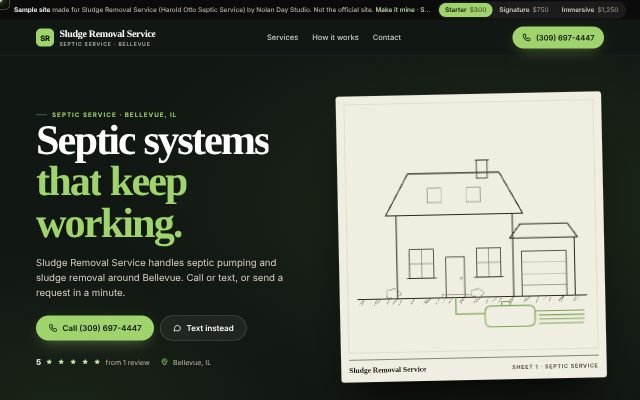 Sample site made for Sludge Removal Service (Harold Otto Septic Service) by Nolan Day Studio. Not the official site. Make it mine · S...
Starter $300 Signature $750 Immersive $1,250
SR
Sludge Removal Service
SEPTIC SERVICE · BELLEVUE
Services How it works Contact
(309) 697-4447
SEPTIC SERVICE · BELLEVUE, IL
Septic systems
that keep
working.
Sludge Removal Service handles septic pumping and
sludge removal around Bellevue. Call or text, or send a
request in a minute.
Call (309) 697-4447
Text instead
5 ★ ★ ★ ★ ★ from 1 review
Bellevue, IL
Sludge Removal Service
SHEET 1 · SEPTIC SERVICE